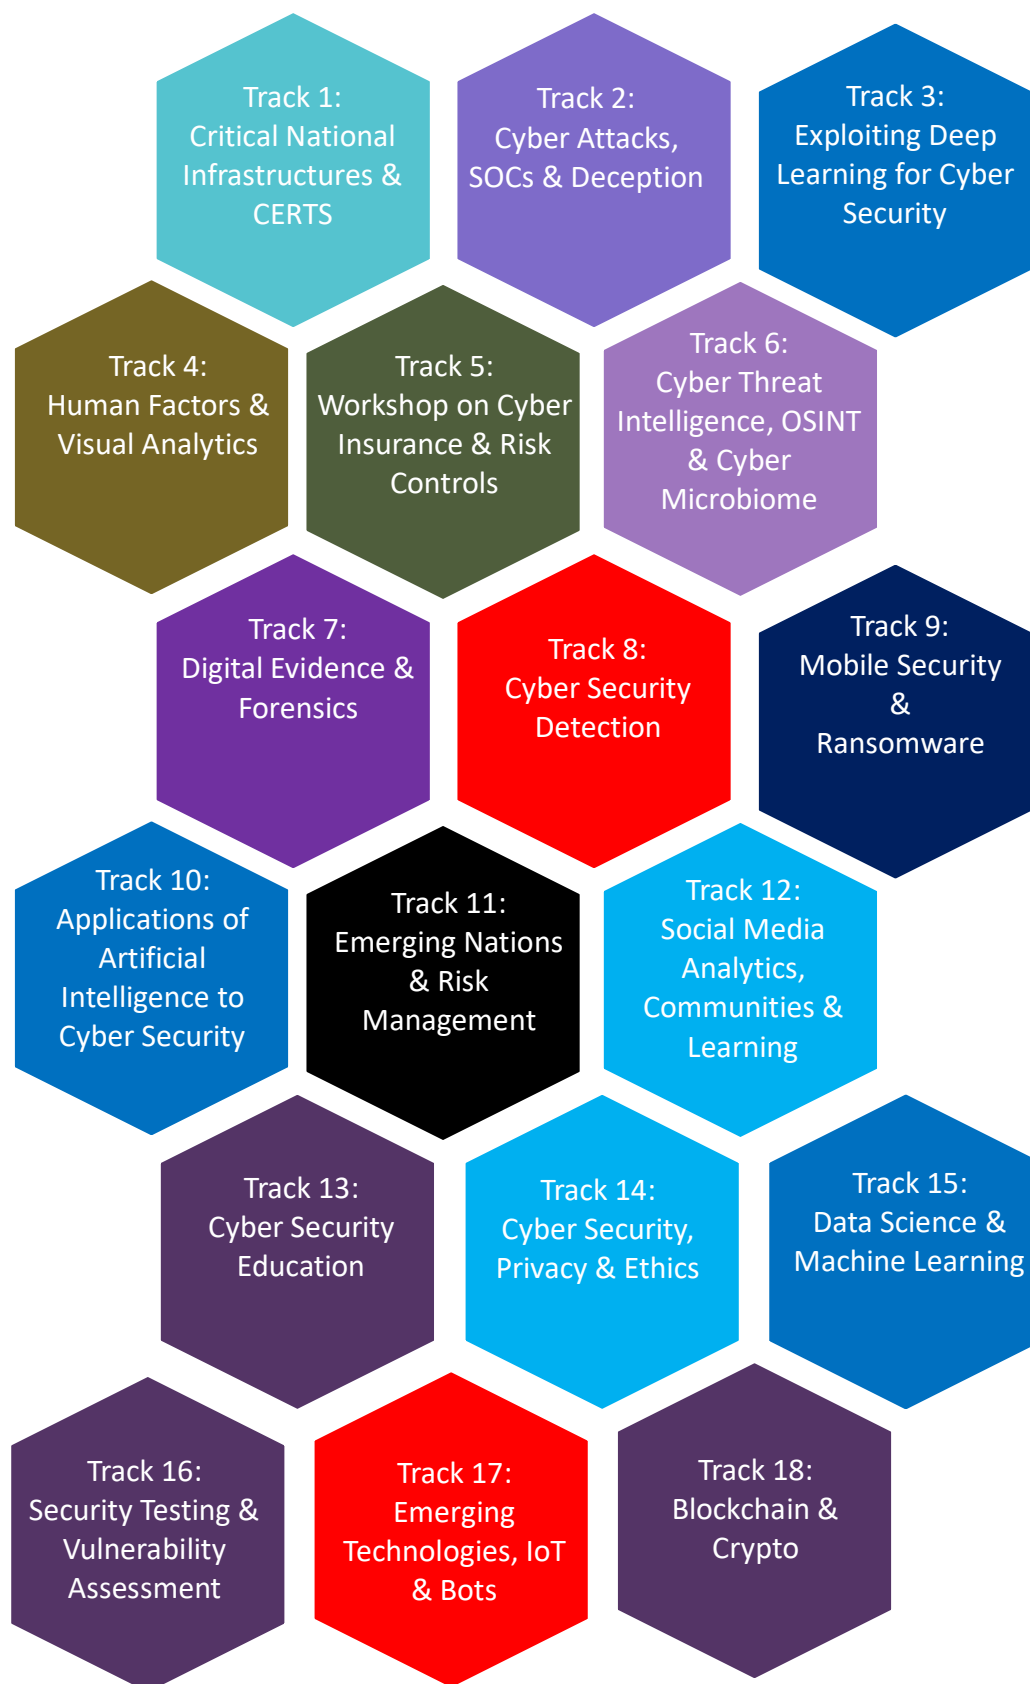 Track 1:
Critical National
Infrastructures &
CERTS
Track 2:
Cyber Attacks,
SOCs & Deception
Track 3:
Exploiting Deep
Learning for Cyber
Security
Track 4:
Human Factors &
Visual Analytics
Track 5:
Workshop on Cyber
Insurance & Risk
Controls
Track 6:
Cyber Threat
Intelligence, OSINT
& Cyber
Microbiome
Track 7:
Digital Evidence &
Forensics
Track 8:
Cyber Security
Detection
Track 9:
Mobile Security
&
Ransomware
Track 10:
Applications of
Artificial
Intelligence to
Cyber Security
Track 11:
Emerging Nations
& Risk
Management
Track 12:
Social Media
Analytics,
Communities &
Learning
Track 13:
Cyber Security
Education
Track 14:
Cyber Security,
Privacy & Ethics
Track 15:
Data Science &
Machine Learning
Track 16:
Security Testing &
Vulnerability
Assessment
Track 17:
Emerging
Technologies, IoT
& Bots
Track 18:
Blockchain &
Crypto